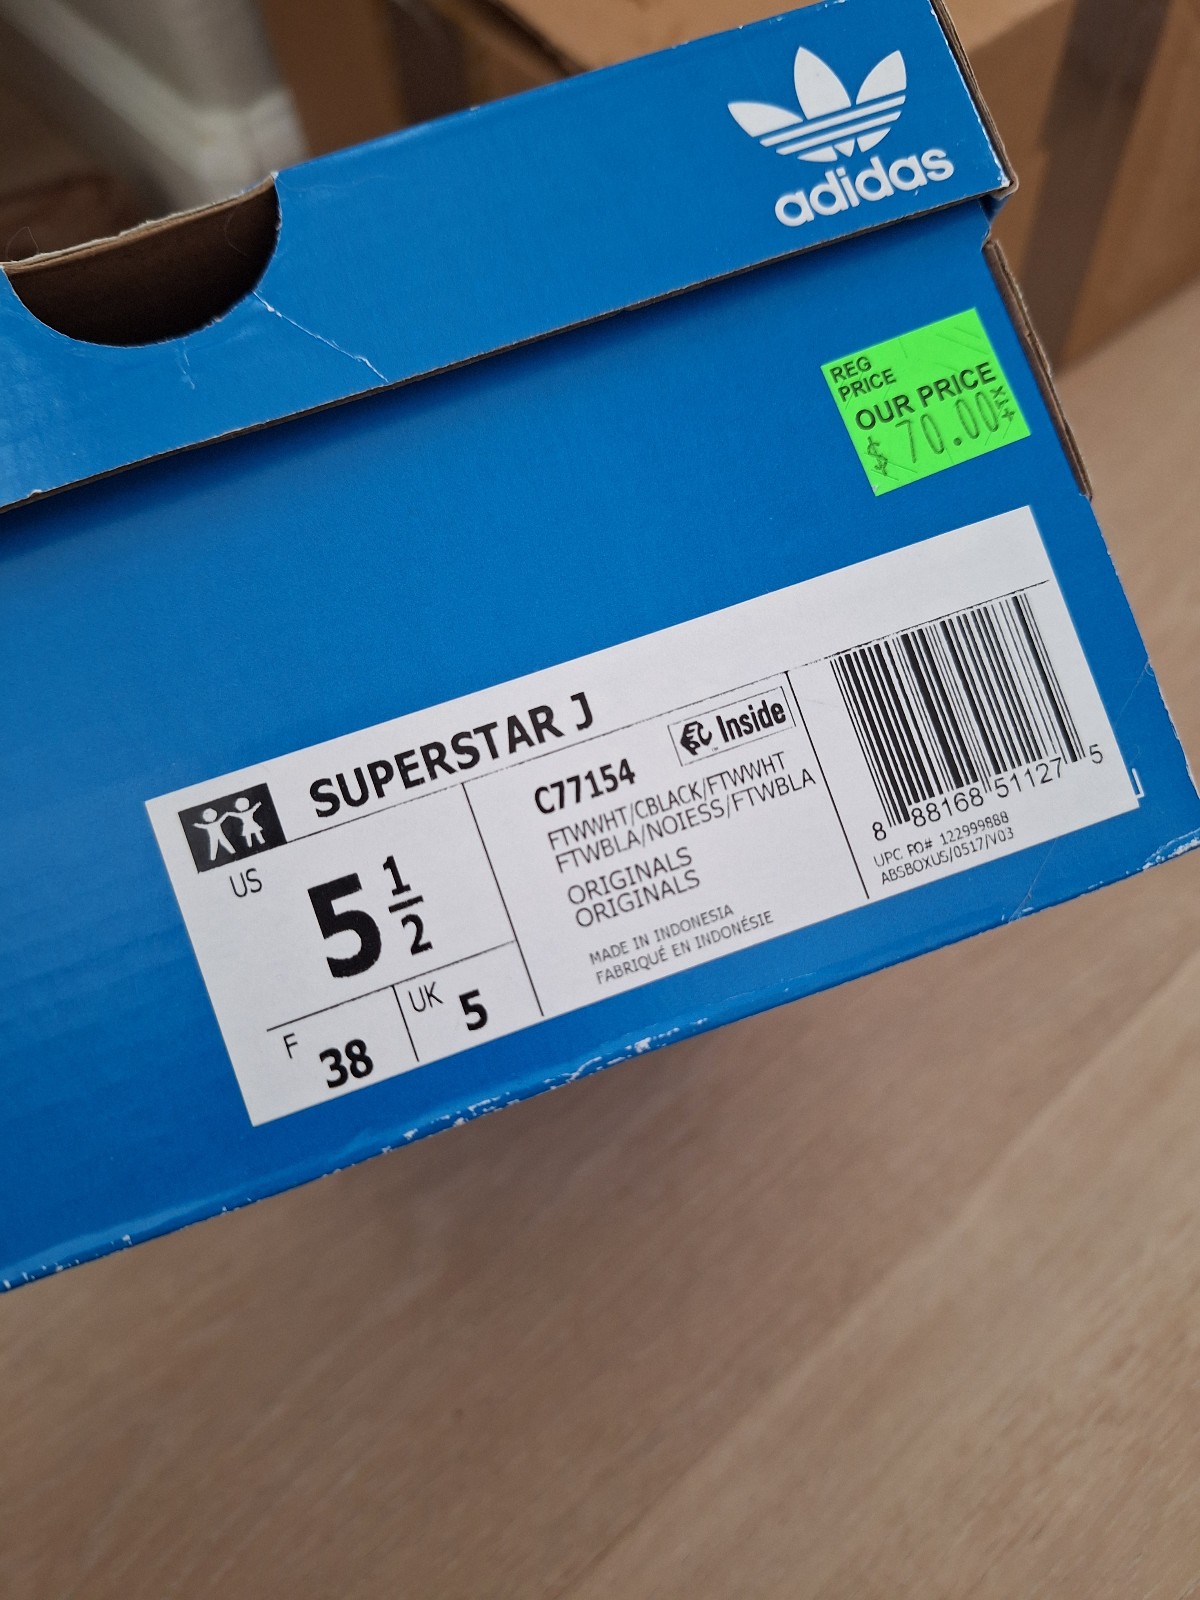 adidas
REG
PRICE
OUR PRICE
$ 70.00
SUPERSTAR J
US
5 1/2
F 38
UK 5
C77154
Inside
FTWWHT/CBLACK/FTWWHT
FTWBLA/NOIESS/FTWBLA
ORIGINALS
ORIGINALS
MADE IN INDONESIA
FABRIQUÉ EN INDONÉSIE
8 88168 51127 5
UPC. PO# 122999888
ABSBOXUS/0517/V03